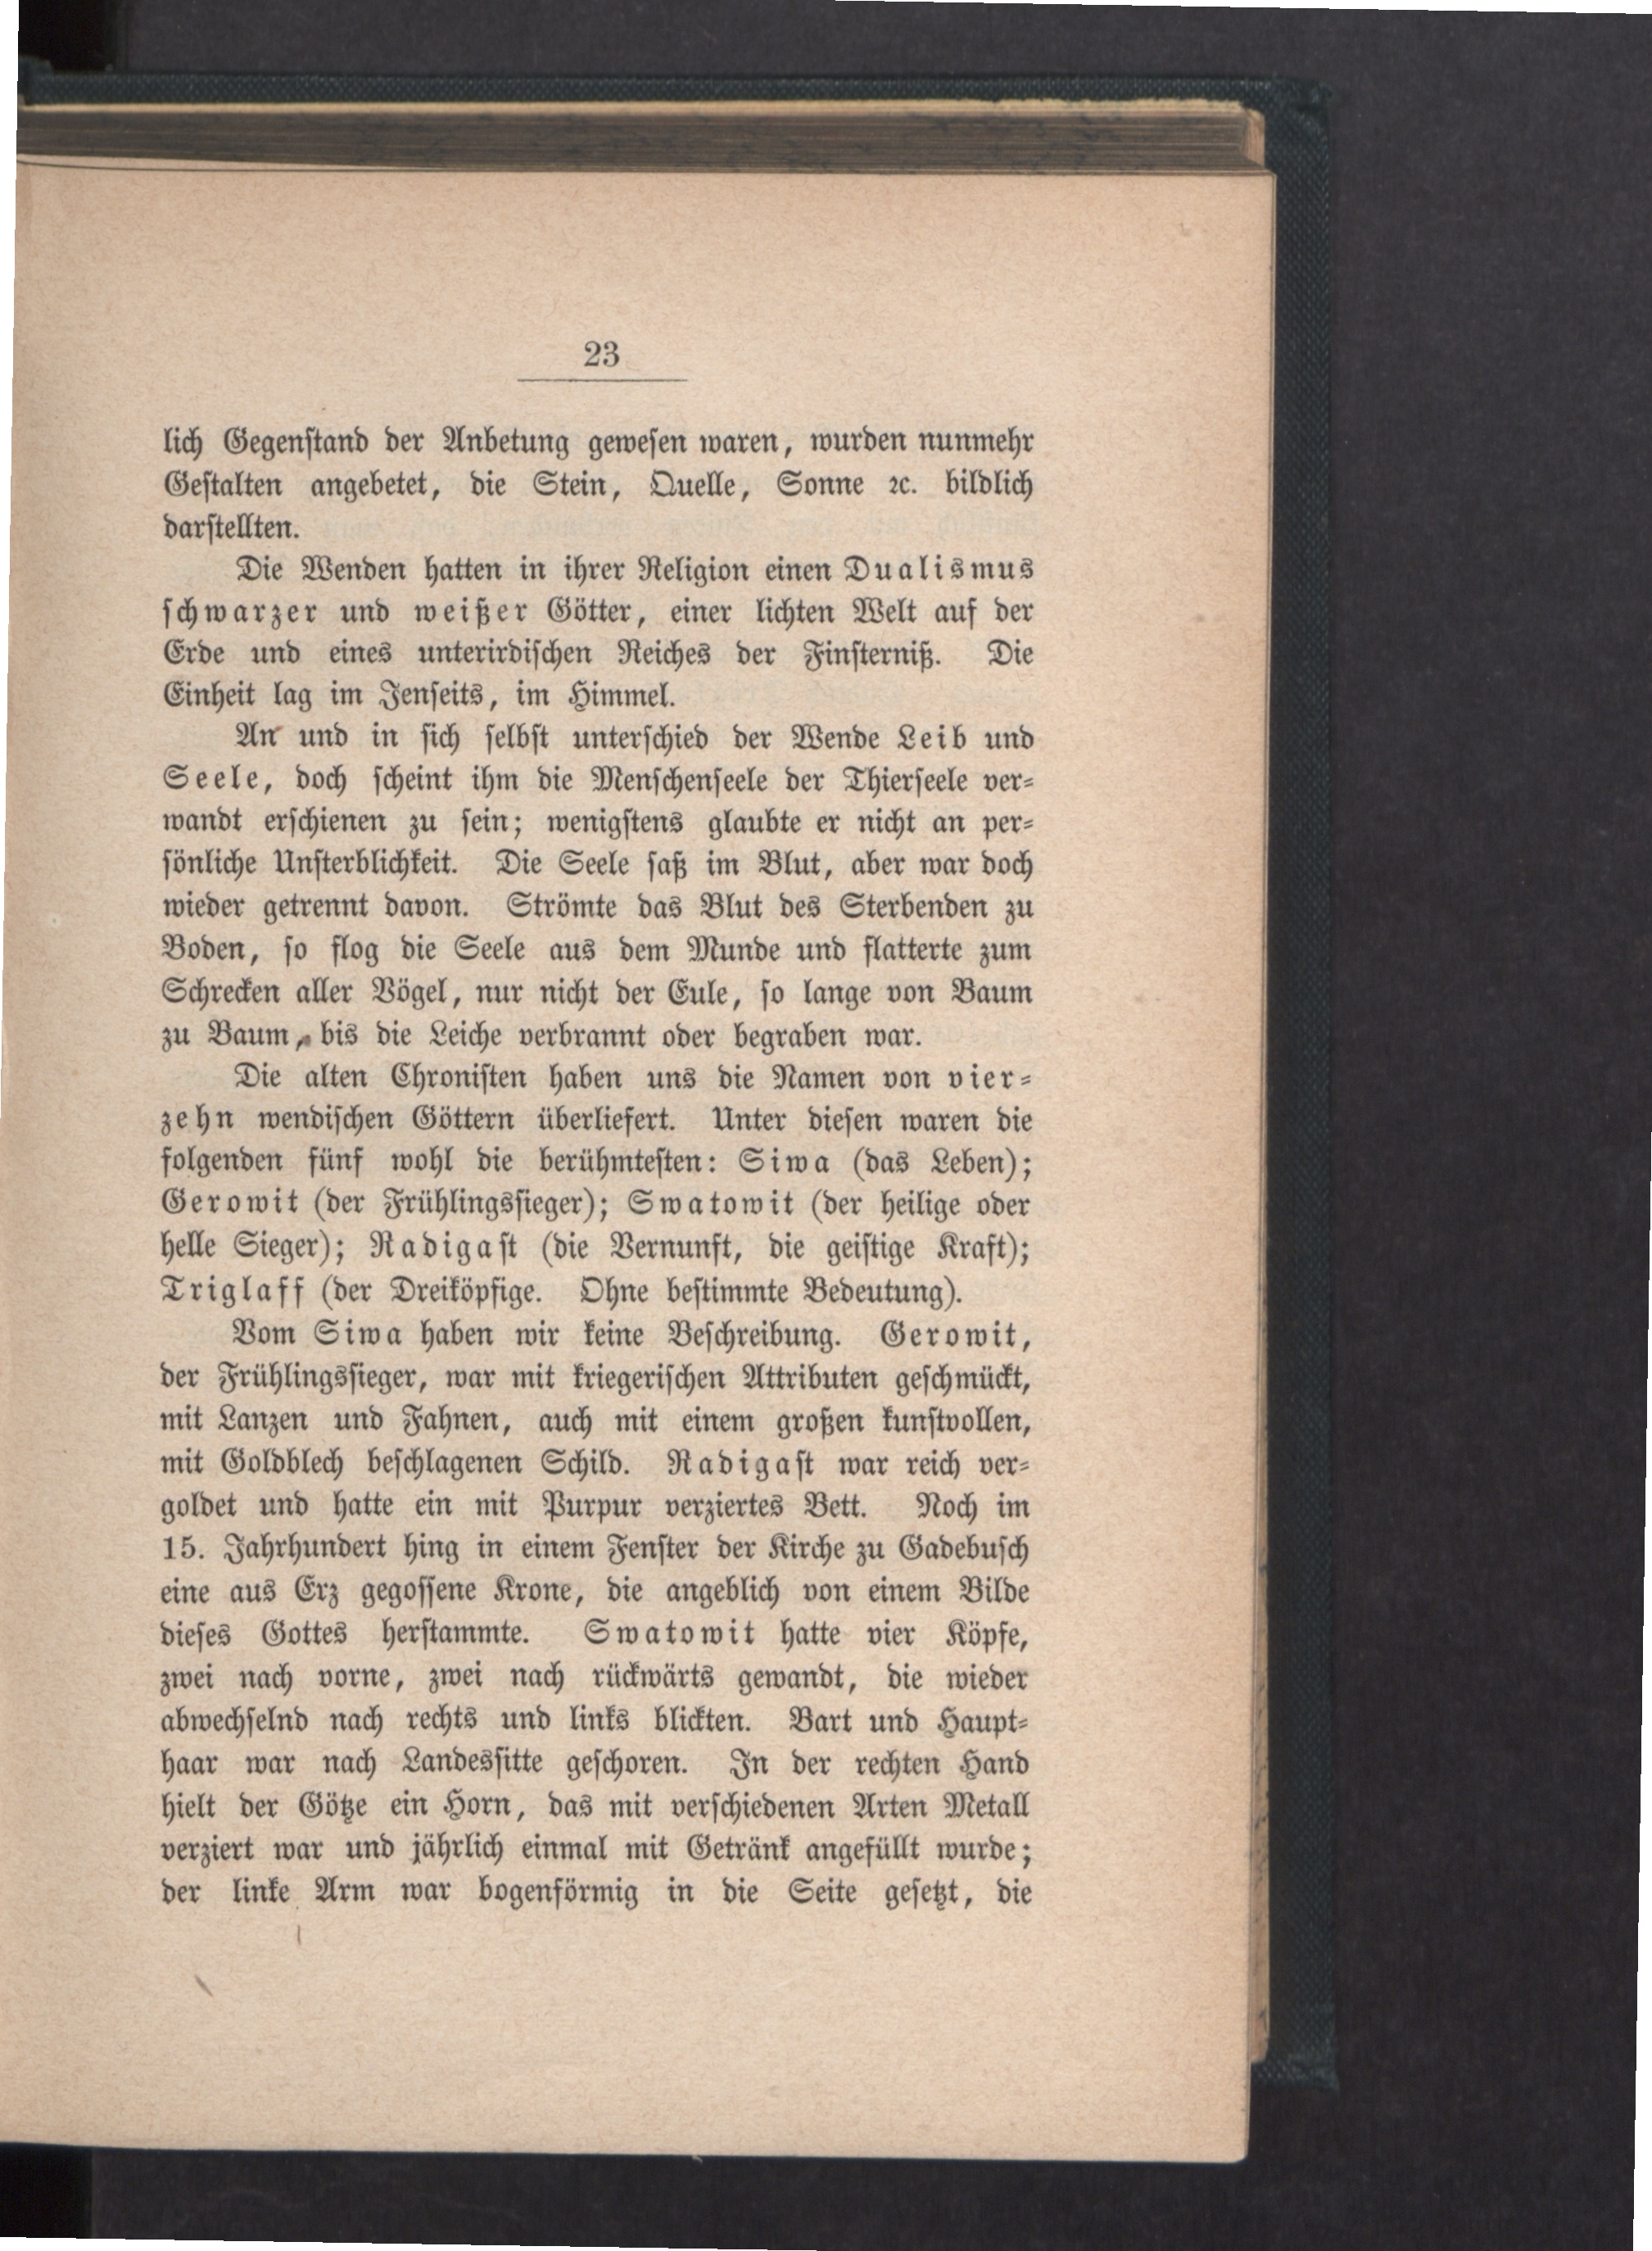 23
lich Gegenstand der Anbetung gewesen waren, wurden nunmehr
Gestalten angebetet, die Stein, Quelle, Sonne ꝛc. bildlich
darstellten.
Die Wenden hatten in ihrer Religion einen Dualismus
schwarzer und weißer Götter, einer lichten Welt auf der
Erde und eines unterirdischen Reiches der Finsterniß. Die
Einheit lag im Jenseits, im Himmel.
An und in sich selbst unterschied der Wende Leib und
Seele, doch scheint ihm die Menschenseele der Thierseele ver-
wandt erschienen zu sein; wenigstens glaubte er nicht an per-
sönliche Unsterblichkeit. Die Seele saß im Blut, aber war doch
wieder getrennt davon. Strömte das Blut des Sterbenden zu
Boden, so flog die Seele aus dem Munde und flatterte zum
Schrecken aller Vögel, nur nicht der Eule, so lange von Baum
zu Baum, bis die Leiche verbrannt oder begraben war.
Die alten Chronisten haben uns die Namen von vier-
zehn wendischen Göttern überliefert. Unter diesen waren die
folgenden fünf wohl die berühmtesten: Siwa (das Leben);
Gerowit (der Frühlingssieger); Swatowit (der heilige oder
helle Sieger); Radigast (die Vernunft, die geistige Kraft);
Triglaff (der Dreiköpfige. Ohne bestimmte Bedeutung).
Vom Siwa haben wir keine Beschreibung. Gerowit,
der Frühlingssieger, war mit kriegerischen Attributen geschmückt,
mit Lanzen und Fahnen, auch mit einem großen kunstvollen,
mit Goldblech beschlagenen Schild. Radigast war reich ver-
goldet und hatte ein mit Purpur verziertes Bett. Noch im
15. Jahrhundert hing in einem Fenster der Kirche zu Gadebusch
eine aus Erz gegossene Krone, die angeblich von einem Bilde
dieses Gottes herstammte. Swatowit hatte vier Köpfe,
zwei nach vorne, zwei nach rückwärts gewandt, die wieder
abwechselnd nach rechts und links blickten. Bart und Haupt-
haar war nach Landessitte geschoren. In der rechten Hand
hielt der Götze ein Horn, das mit verschiedenen Arten Metall
verziert war und jährlich einmal mit Getränk angefüllt wurde;
der linke Arm war bogenförmig in die Seite gesetzt, die